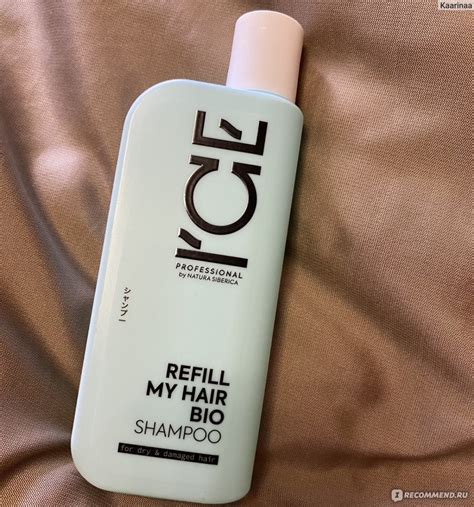 Kaarinaa
I'CE
PROFESSIONAL
by NATURA SIBERICA
シャンプー
REFILL
MY HAIR
BIO
SHAMPOO
for dry & damaged hair
RECOMMEND.RU